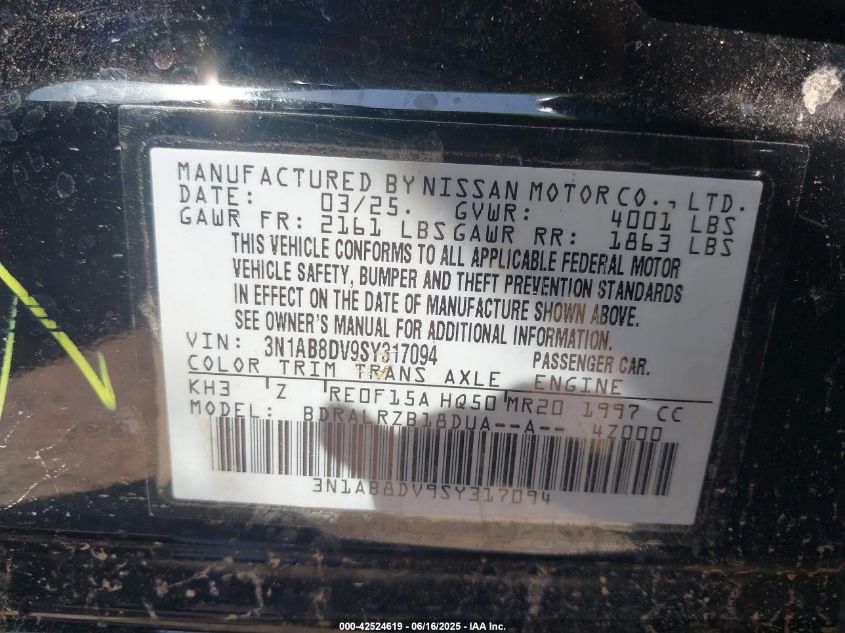 MANUFACTURED BY NISSAN MOTOR CO., LTD.
DATE: 03/25. GVWR: 4001 LBS
GAWR FR: 2161 LBS GAWR RR: 1863 LBS
THIS VEHICLE CONFORMS TO ALL APPLICABLE FEDERAL MOTOR
VEHICLE SAFETY, BUMPER AND THEFT PREVENTION STANDARDS
IN EFFECT ON THE DATE OF MANUFACTURE SHOWN ABOVE.
SEE OWNER'S MANUAL FOR ADDITIONAL INFORMATION.
VIN: 3N1AB8DV9SY317094 PASSENGER CAR.
COLOR TRIM TRANS AXLE ENGINE
KH3 Z RE0F15A HQ50 MR20 1997 CC
MODEL: BDRALRZB18DUA--A-- 4Z000
3N1AB8DV9SY317094
000-42524619 - 06/16/2025 - IAA Inc.